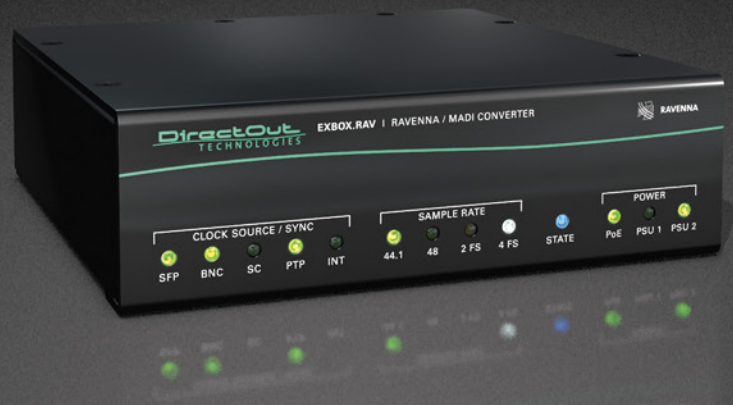 DirectOut
TECHNOLOGIES
EXBOX.RAV | RAVENNA / MADI CONVERTER
RAVENNA
CLOCK SOURCE / SYNC
SFP BNC SC PTP INT
SAMPLE RATE
44.1 48 2 FS 4 FS
STATE
POWER
PoE PSU 1 PSU 2